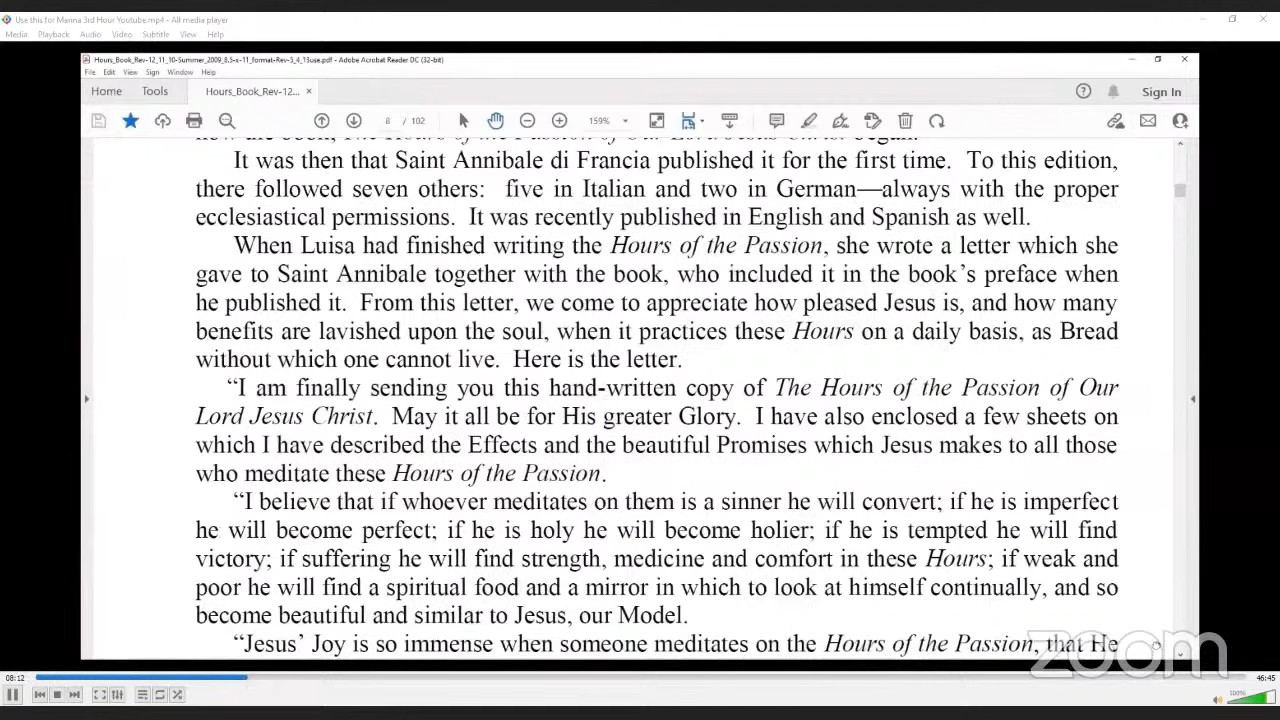 Use this for Marina 3rd Hour Youtube.mp4 - All media player
Media Playback Audio Video Subtitle View Help
Hours_Book_Rev-12_11_10-Summer_2009_8.5-x-11_format-Rev-5_4_13use.pdf - Adobe Acrobat Reader DC (32-bit)
File Edit View Sign Window Help
Home Tools Hours_Book_Rev-12... × Sign In
8 / 102 159%
It was then that Saint Annibale di Francia published it for the first time. To this edition,
there followed seven others: five in Italian and two in German—always with the proper
ecclesiastical permissions. It was recently published in English and Spanish as well.
When Luisa had finished writing the Hours of the Passion, she wrote a letter which she
gave to Saint Annibale together with the book, who included it in the book’s preface when
he published it. From this letter, we come to appreciate how pleased Jesus is, and how many
benefits are lavished upon the soul, when it practices these Hours on a daily basis, as Bread
without which one cannot live. Here is the letter.
“I am finally sending you this hand-written copy of The Hours of the Passion of Our
Lord Jesus Christ. May it all be for His greater Glory. I have also enclosed a few sheets on
which I have described the Effects and the beautiful Promises which Jesus makes to all those
who meditate these Hours of the Passion.
“I believe that if whoever meditates on them is a sinner he will convert; if he is imperfect
he will become perfect; if he is holy he will become holier; if he is tempted he will find
victory; if suffering he will find strength, medicine and comfort in these Hours; if weak and
poor he will find a spiritual food and a mirror in which to look at himself continually, and so
become beautiful and similar to Jesus, our Model.
“Jesus’ Joy is so immense when someone meditates on the Hours of the Passion, that He
zoom
08:12 46:45
100%